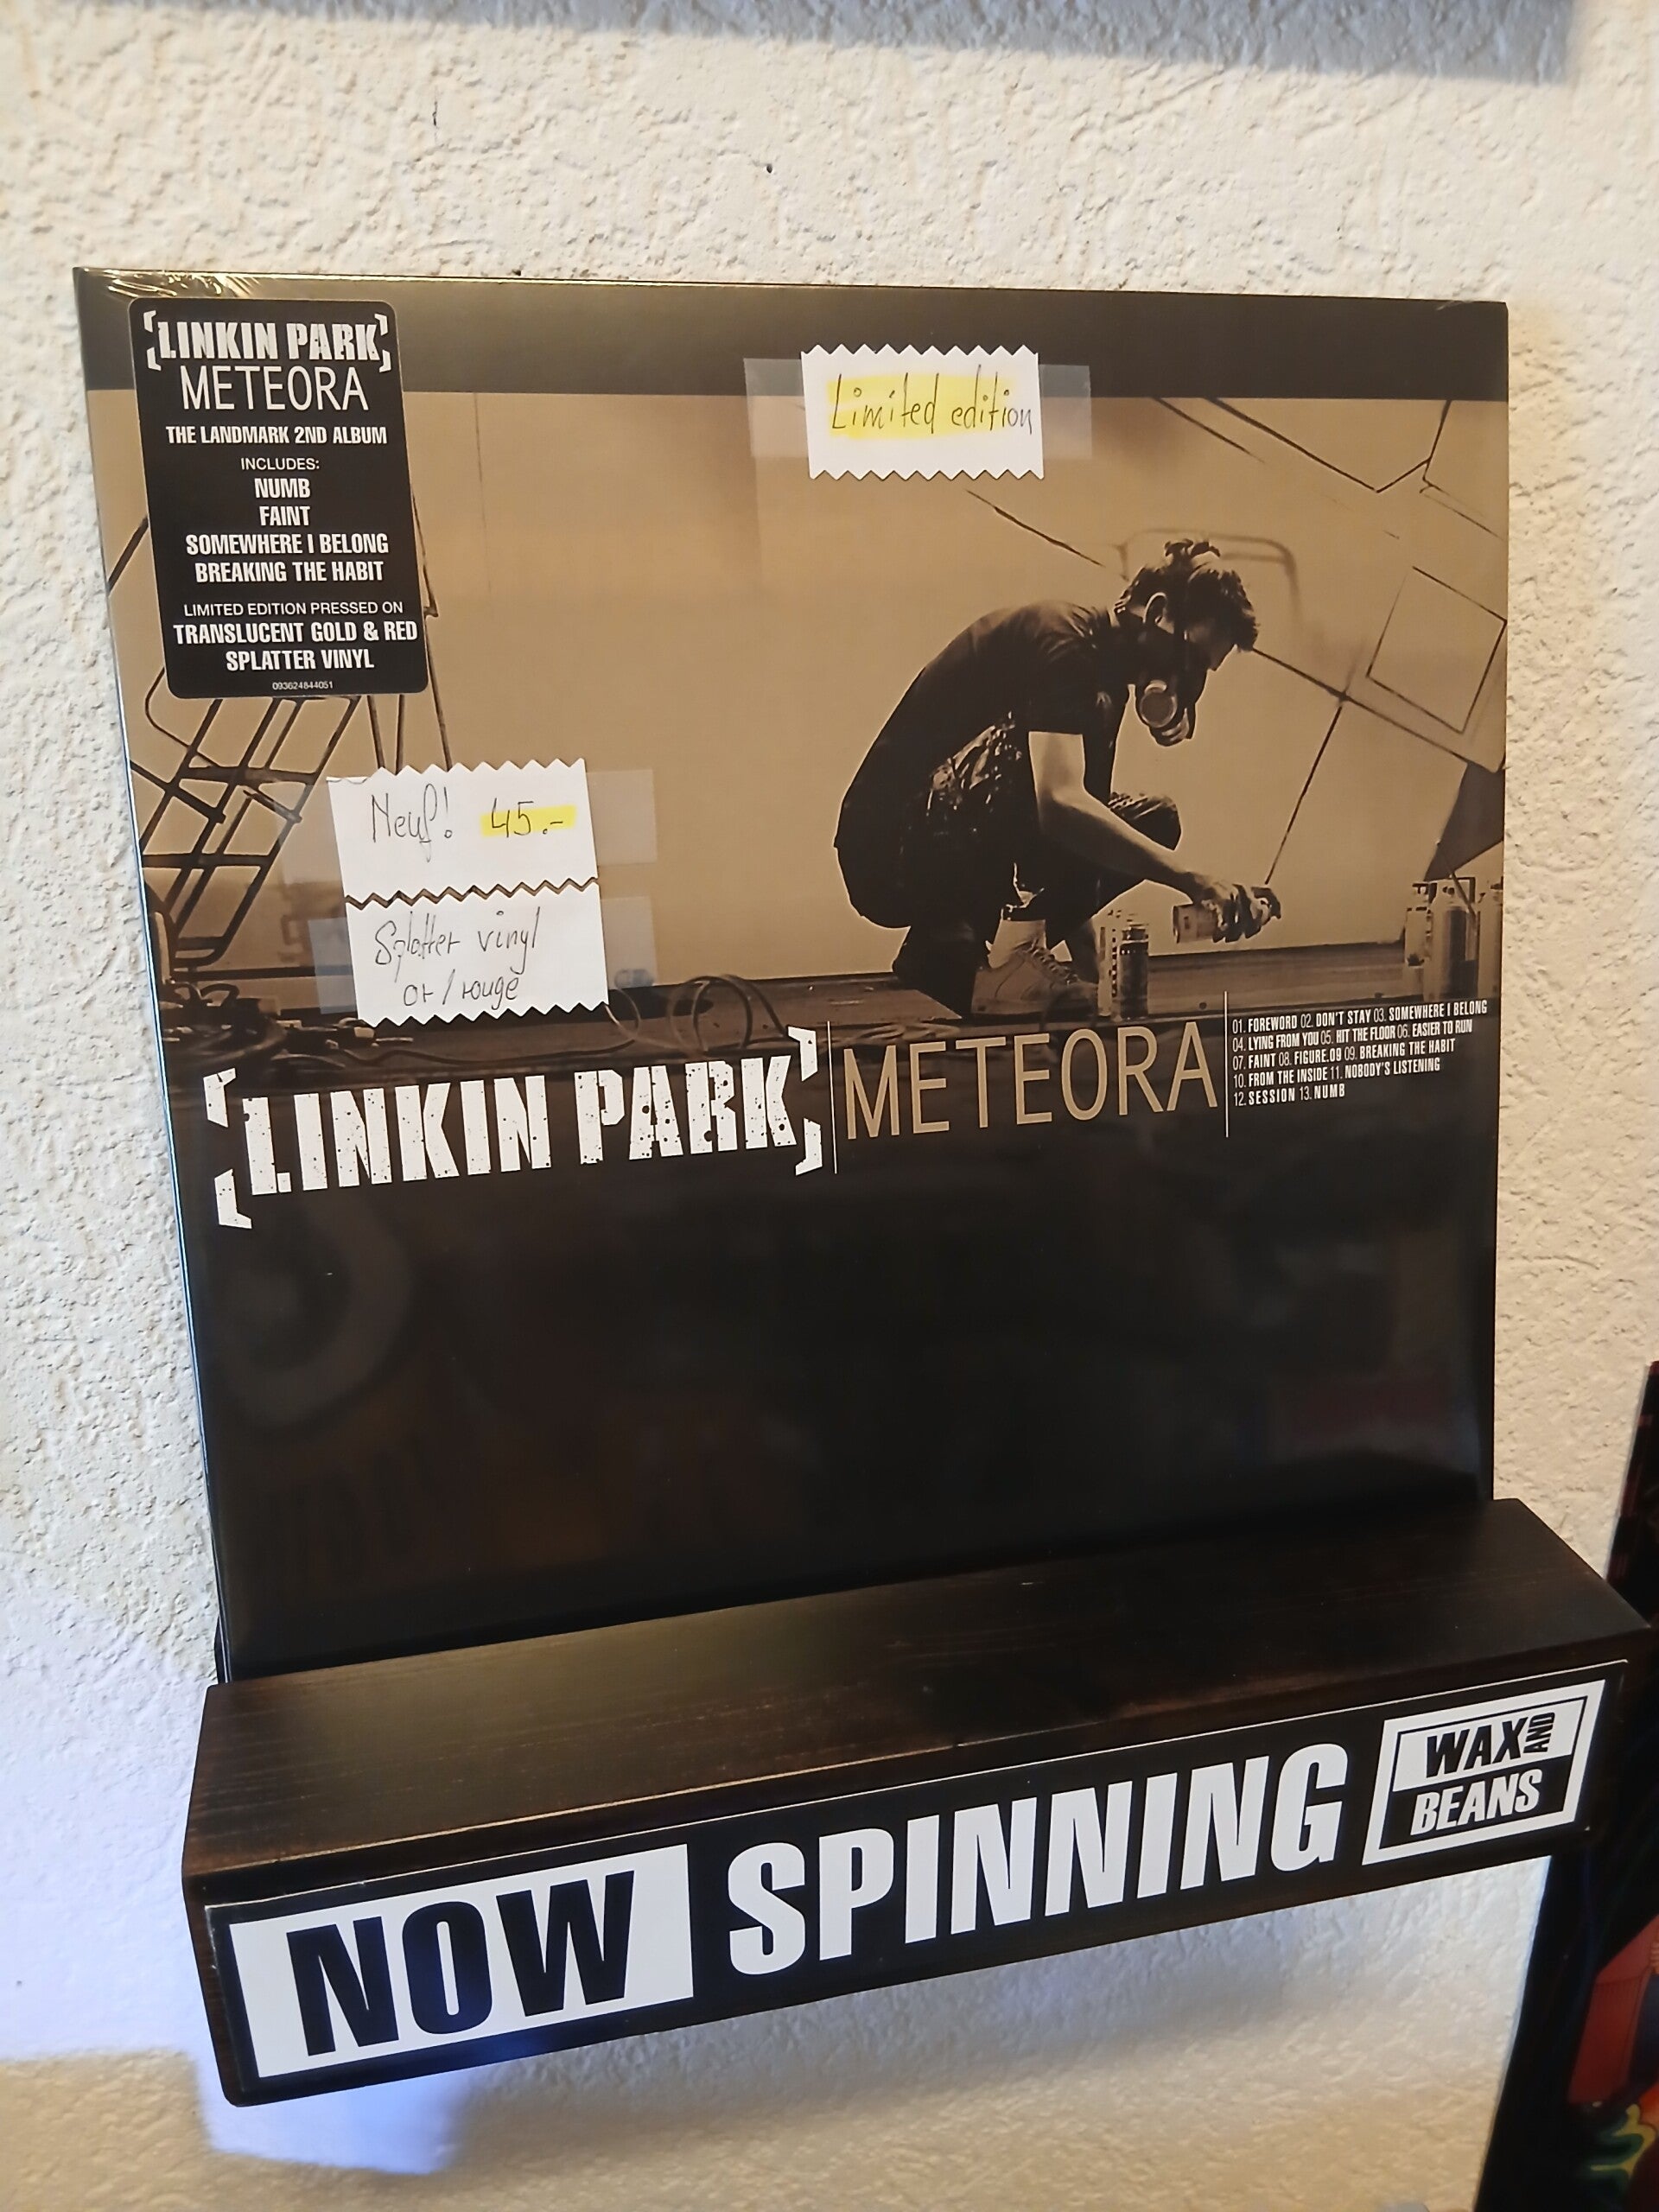 [LINKIN PARK]
METEORA
THE LANDMARK 2ND ALBUM
INCLUDES:
NUMB
FAINT
SOMEWHERE I BELONG
BREAKING THE HABIT
LIMITED EDITION PRESSED ON
TRANSLUCENT GOLD & RED
SPLATTER VINYL
093624844051
Limited edition
Neuf! 45.-
Splatter vinyl
or / rouge
[LINKIN PARK] METEORA
01. FOREWORD 02. DON'T STAY 03. SOMEWHERE I BELONG
04. LYING FROM YOU 05. HIT THE FLOOR 06. EASIER TO RUN
07. FAINT 08. FIGURE.09 09. BREAKING THE HABIT
10. FROM THE INSIDE 11. NOBODY'S LISTENING
12. SESSION 13. NUMB
NOW SPINNING
WAX AND
BEANS